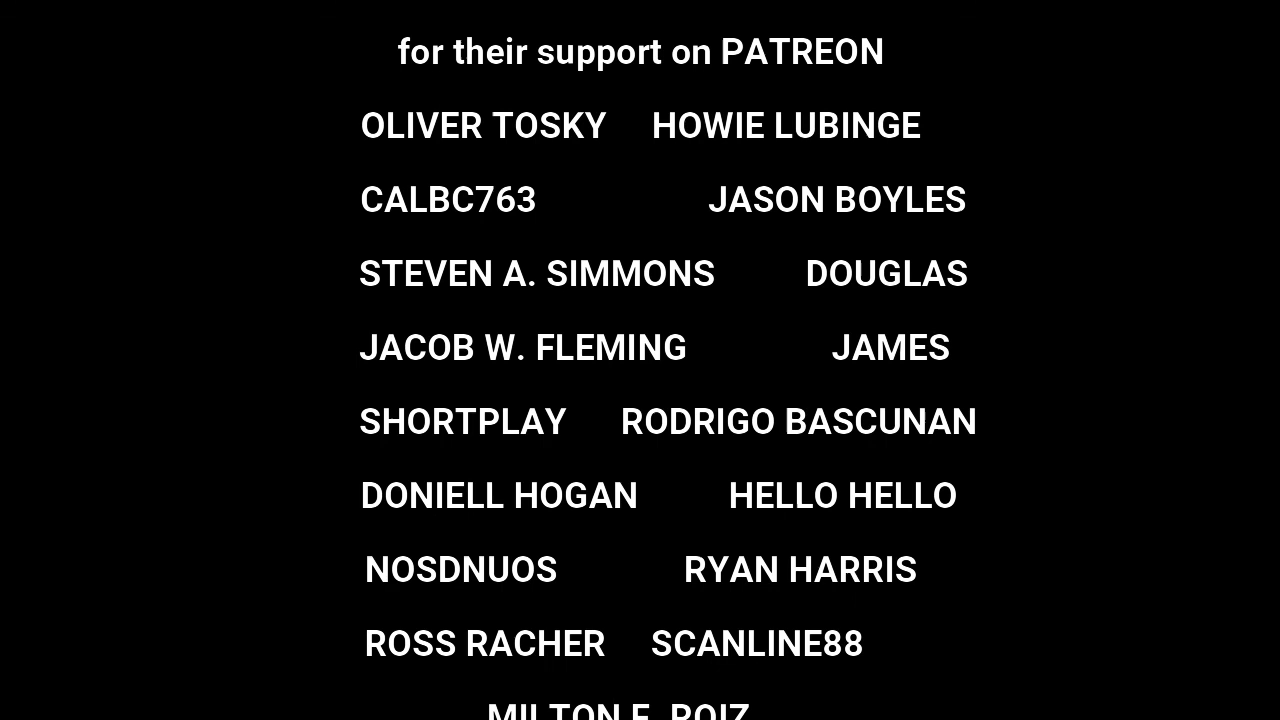 for their support on PATREON
OLIVER TOSKY HOWIE LUBINGE
CALBC763 JASON BOYLES
STEVEN A. SIMMONS DOUGLAS
JACOB W. FLEMING JAMES
SHORTPLAY RODRIGO BASCUNAN
DONIELL HOGAN HELLO HELLO
NOSDNUOS RYAN HARRIS
ROSS RACHER SCANLINE88
MILTON